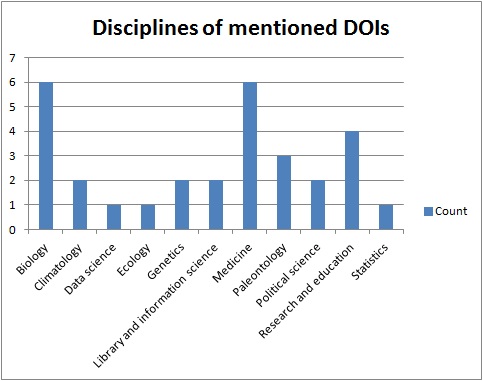 Disciplines of mentioned DOIs
7
6
5
4
3
2
1
0
Biology
Climatology
Data science
Ecology
Genetics
Library and information science
Medicine
Paleontology
Political science
Research and education
Statistics
Count